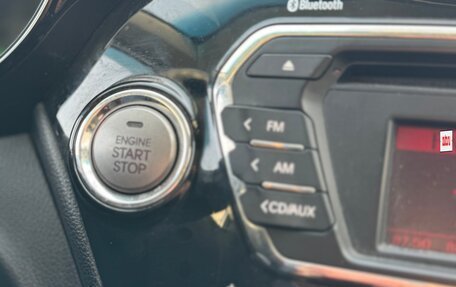 Bluetooth
FM
ENGINE
START
STOP
AM
CD/AUX